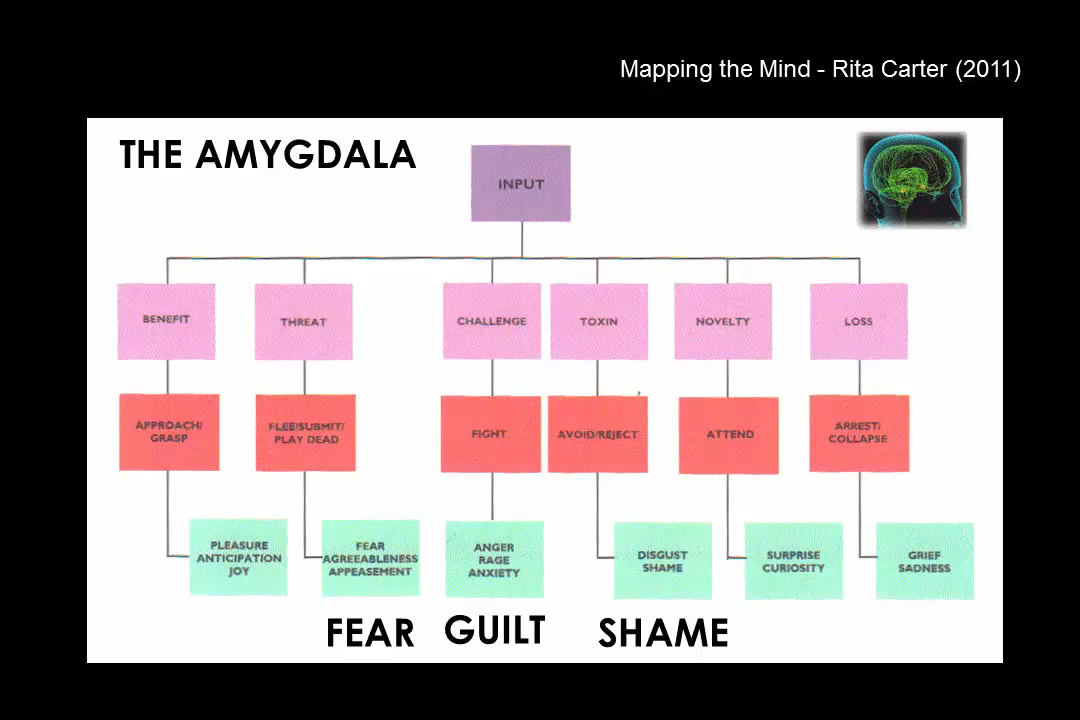 Mapping the Mind - Rita Carter (2011)
THE AMYGDALA
INPUT
BENEFIT
THREAT
CHALLENGE
TOXIN
NOVELTY
LOSS
APPROACH/
GRASP
FLEE/SUBMIT/
PLAY DEAD
FIGHT
AVOID/REJECT
ATTEND
ARREST/
COLLAPSE
PLEASURE
ANTICIPATION
JOY
FEAR
AGREEABLENESS
APPEASEMENT
ANGER
RAGE
ANXIETY
DISGUST
SHAME
SURPRISE
CURIOSITY
GRIEF
SADNESS
FEAR
GUILT
SHAME